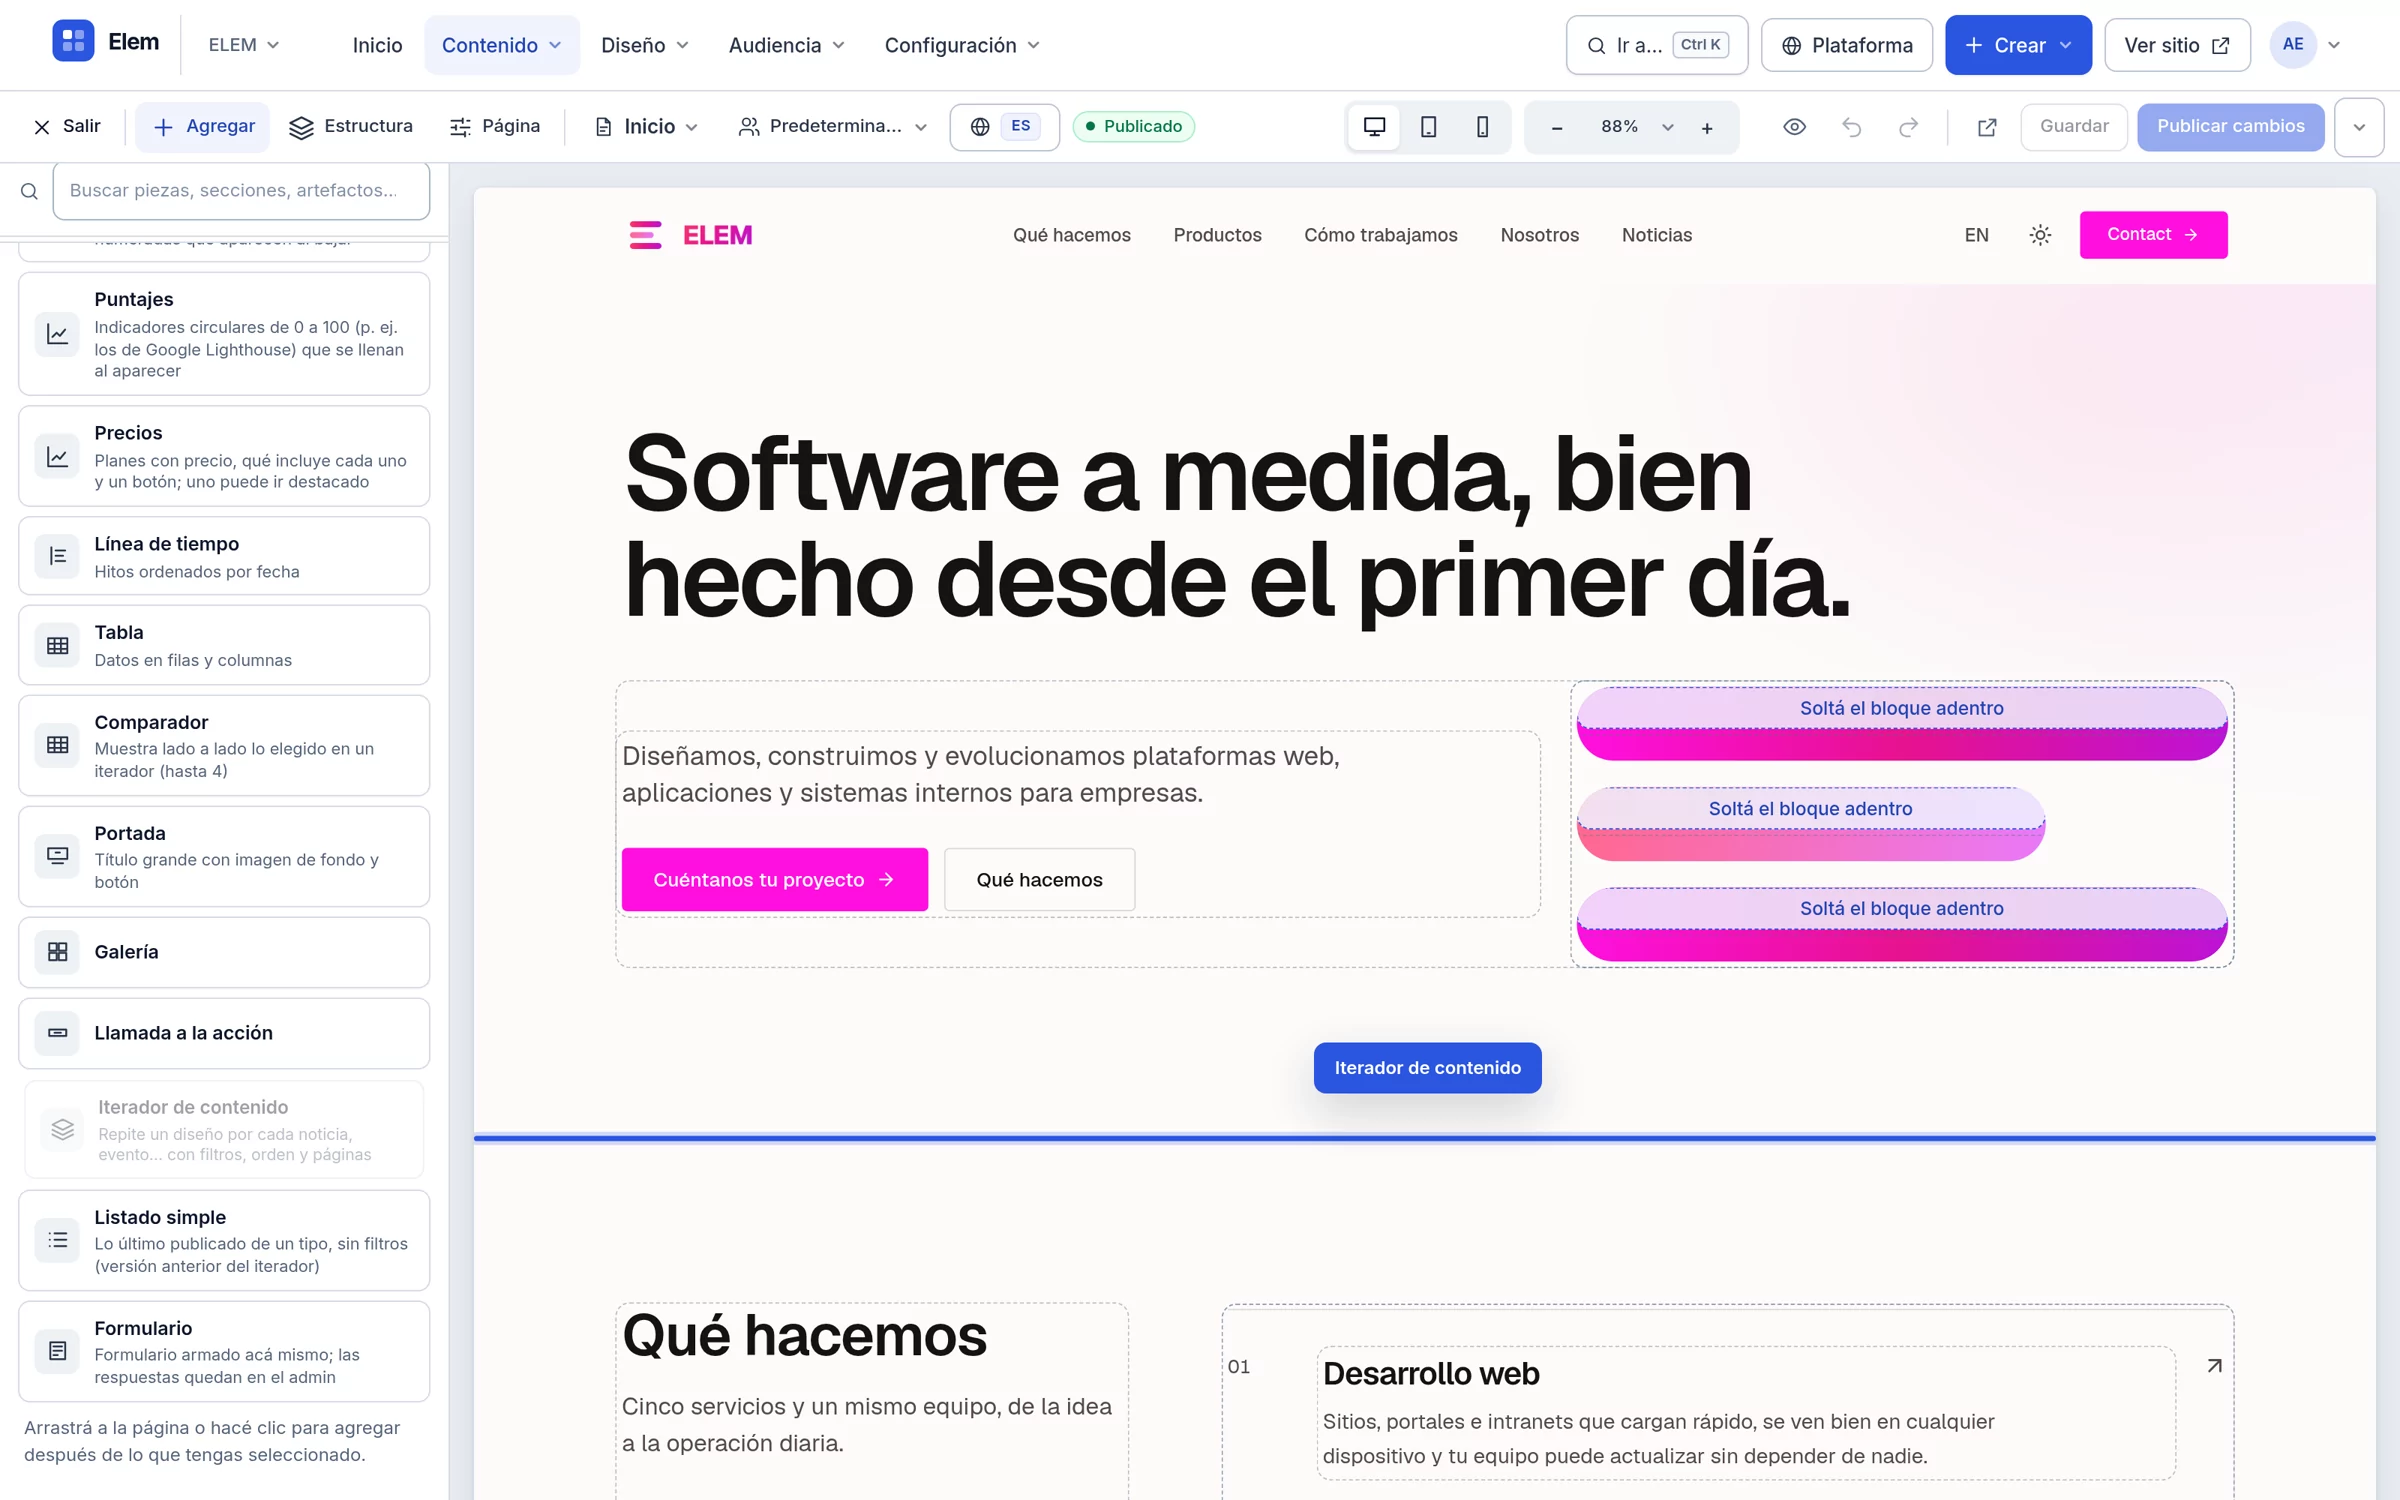 Elem
ELEM
Inicio
Contenido
Diseño
Audiencia
Configuración
Ir a...
Ctrl K
Plataforma
Crear
Ver sitio
AE
Salir
Agregar
Estructura
Página
Inicio
Predetermina...
ES
Publicado
88%
Guardar
Publicar cambios
Buscar piezas, secciones, artefactos...
Puntajes
Indicadores circulares de 0 a 100 (p. ej.
los de Google Lighthouse) que se llenan
al aparecer
Precios
Planes con precio, qué incluye cada uno
y un botón; uno puede ir destacado
Línea de tiempo
Hitos ordenados por fecha
Tabla
Datos en filas y columnas
Comparador
Muestra lado a lado lo elegido en un
iterador (hasta 4)
Portada
Título grande con imagen de fondo y
botón
Galería
Llamada a la acción
Iterador de contenido
Repite un diseño por cada noticia,
evento... con filtros, orden y páginas
Listado simple
Lo último publicado de un tipo, sin filtros
(versión anterior del iterador)
Formulario
Formulario armado acá mismo; las
respuestas quedan en el admin
Arrastrá a la página o hacé clic para agregar
después de lo que tengas seleccionado.
ELEM
Qué hacemos
Productos
Cómo trabajamos
Nosotros
Noticias
EN
Contact
Software a medida, bien
hecho desde el primer día.
Diseñamos, construimos y evolucionamos plataformas web,
aplicaciones y sistemas internos para empresas.
Cuéntanos tu proyecto
Qué hacemos
Soltá el bloque adentro
Soltá el bloque adentro
Soltá el bloque adentro
Iterador de contenido
Qué hacemos
Cinco servicios y un mismo equipo, de la idea
a la operación diaria.
01
Desarrollo web
Sitios, portales e intranets que cargan rápido, se ven bien en cualquier
dispositivo y tu equipo puede actualizar sin depender de nadie.